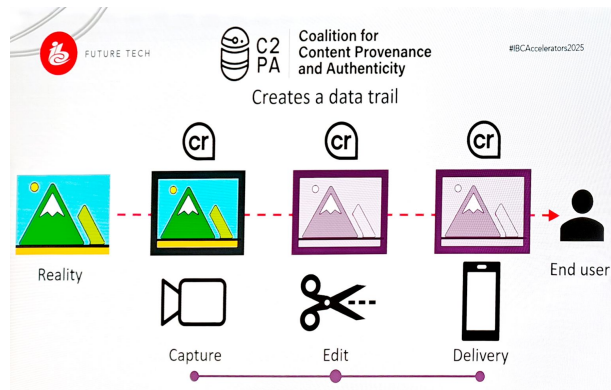 ibc
FUTURE TECH
C2
PA
Coalition for
Content Provenance
and Authenticity
#IBCAccelerators2025
Creates a data trail
cr
cr
cr
Reality
End user
Capture
Edit
Delivery